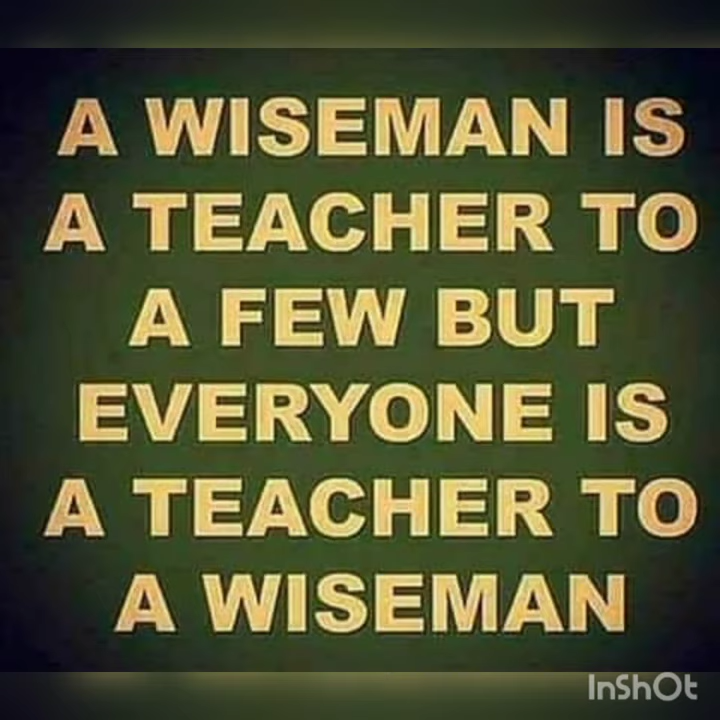 A WISEMAN IS
A TEACHER TO
A FEW BUT
EVERYONE IS
A TEACHER TO
A WISEMAN
InShOt